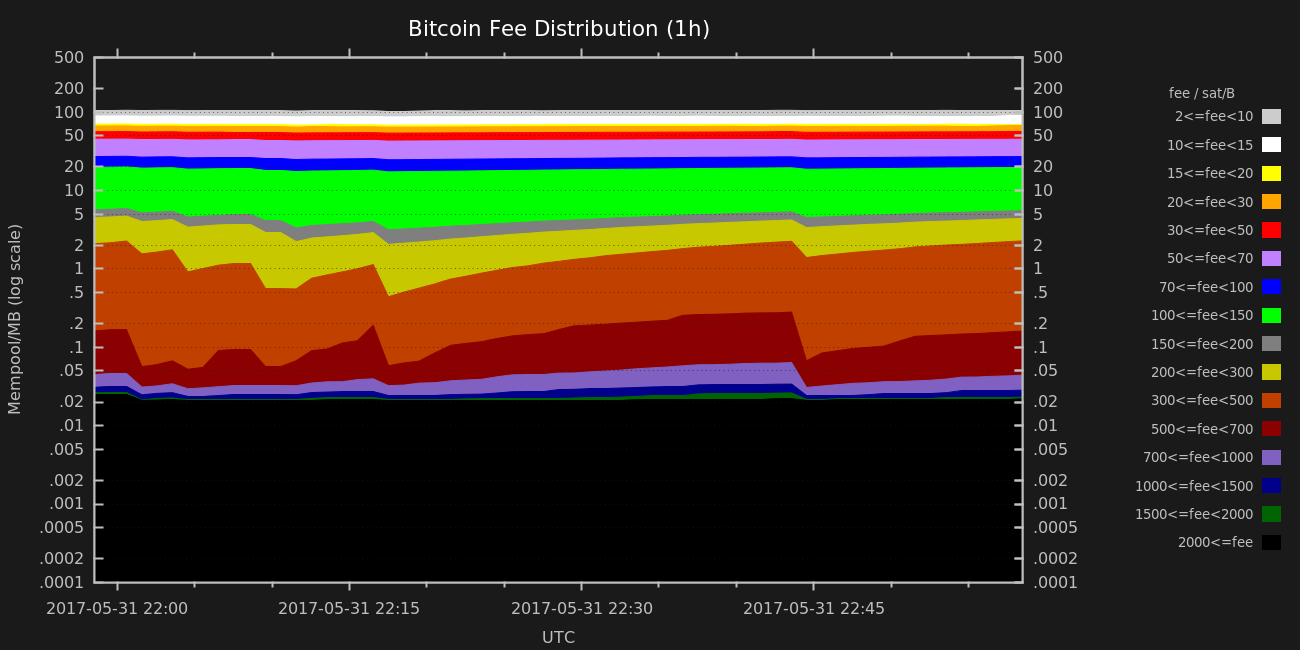 Bitcoin Fee Distribution (1h)
500
200
100
50
20
10
5
2
1
.5
.2
.1
.05
.02
.01
.005
.002
.001
.0005
.0002
.0001
Mempool/MB (log scale)
500
200
100
50
20
10
5
2
1
.5
.2
.1
.05
.02
.01
.005
.002
.001
.0005
.0002
.0001
2017-05-31 22:00
2017-05-31 22:15
2017-05-31 22:30
2017-05-31 22:45
UTC
fee / sat/B
2<=fee<10
10<=fee<15
15<=fee<20
20<=fee<30
30<=fee<50
50<=fee<70
70<=fee<100
100<=fee<150
150<=fee<200
200<=fee<300
300<=fee<500
500<=fee<700
700<=fee<1000
1000<=fee<1500
1500<=fee<2000
2000<=fee